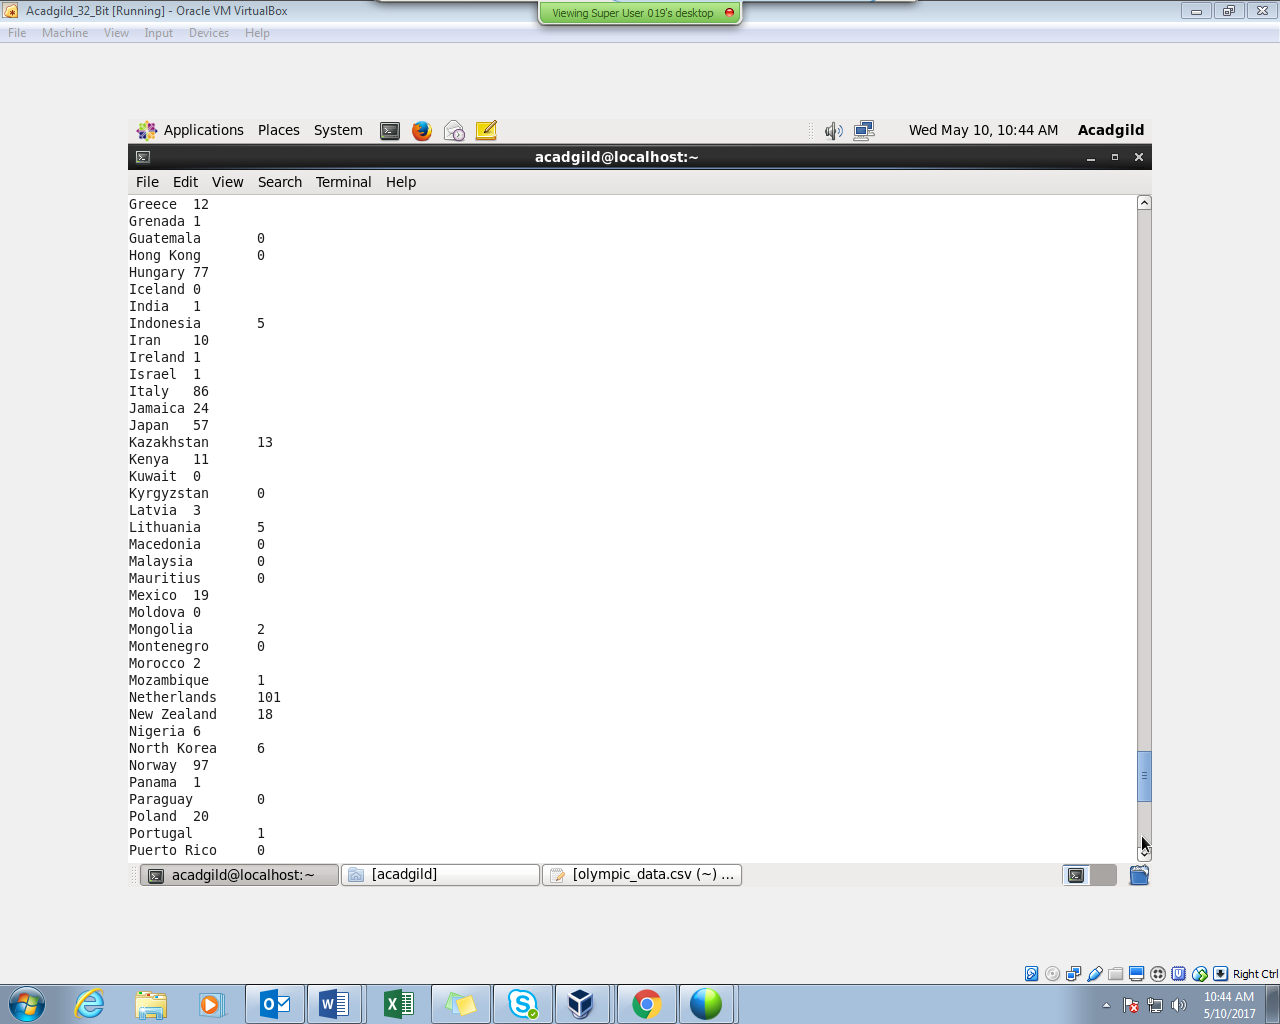 Acadgild_32_Bit [Running] - Oracle VM VirtualBox
Viewing Super User 019's desktop
File Machine View Input Devices Help
Applications Places System Wed May 10, 10:44 AM Acadgild
acadgild@localhost:~
File Edit View Search Terminal Help
Greece 12
Grenada 1
Guatemala 0
Hong Kong 0
Hungary 77
Iceland 0
India 1
Indonesia 5
Iran 10
Ireland 1
Israel 1
Italy 86
Jamaica 24
Japan 57
Kazakhstan 13
Kenya 11
Kuwait 0
Kyrgyzstan 0
Latvia 3
Lithuania 5
Macedonia 0
Malaysia 0
Mauritius 0
Mexico 19
Moldova 0
Mongolia 2
Montenegro 0
Morocco 2
Mozambique 1
Netherlands 101
New Zealand 18
Nigeria 6
North Korea 6
Norway 97
Panama 1
Paraguay 0
Poland 20
Portugal 1
Puerto Rico 0
acadgild@localhost:~ [acadgild] [olympic_data.csv (~) ...
Right Ctrl
10:44 AM
5/10/2017